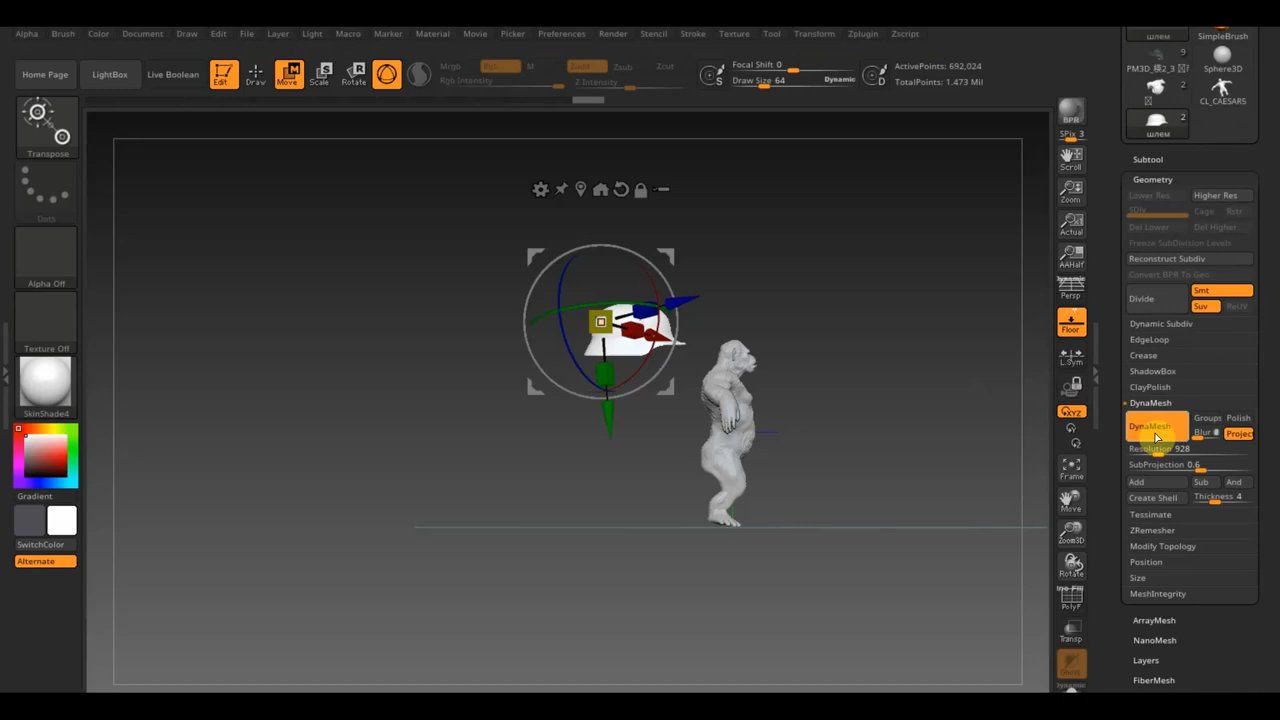 Alpha Brush Color Document Draw Edit File Layer Light Macro Marker Material Movie Picker Preferences Render Stencil Stroke Texture Tool Transform Zplugin Zscript
Home Page
LightBox
Live Boolean
Edit
Draw
Move
Scale
Rotate
Mrgb
Rgb
M
Rgb Intensity
Zadd
Zsub
Zcut
Z Intensity
S
Focal Shift 0
Draw Size 64
Dynamic
D
ActivePoints: 692,024
TotalPoints: 1.473 Mil
Transpose
Dots
Alpha Off
Texture Off
SkinShade4
Gradient
SwitchColor
Alternate
BPR
SPix 3
Scroll
Zoom
Actual
AAHalf
Dynamic
Persp
Floor
L.Sym
XYZ
Frame
Move
Zoom3D
Rotate
PolyF
Transp
Dynamic
шлем
SimpleBrush
9
Sphere3D
2
CL_CAESARS
2
шлем
Subtool
Geometry
Lower Res
Higher Res
SDiv
Cage
Rstr
Del Lower
Del Higher
Freeze SubDivision Levels
Reconstruct Subdiv
Convert BPR To Geo
Divide
Smt
Suv
ReUV
Dynamic Subdiv
EdgeLoop
Crease
ShadowBox
ClayPolish
DynaMesh
DynaMesh
Groups
Polish
Blur
Project
Resolution 928
SubProjection 0.6
Add
Sub
And
Create Shell
Thickness 4
Tessimate
ZRemesher
Modify Topology
Position
Size
MeshIntegrity
ArrayMesh
NanoMesh
Layers
FiberMesh